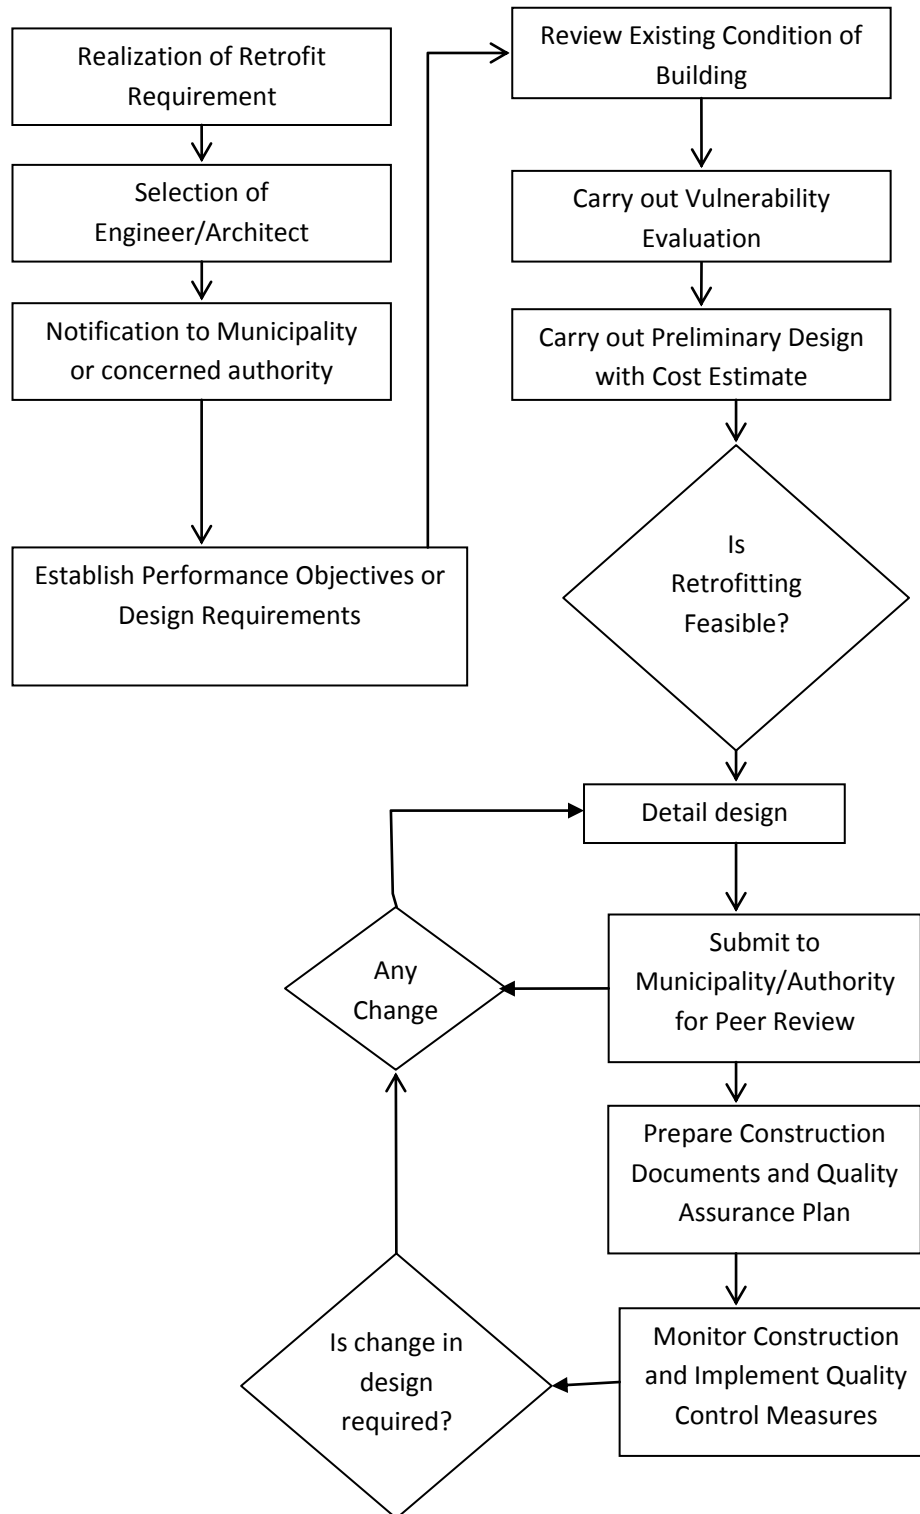 Realization of Retrofit
Requirement
Selection of
Engineer/Architect
Notification to Municipality
or concerned authority
Establish Performance Objectives or
Design Requirements
Review Existing Condition of
Building
Carry out Vulnerability
Evaluation
Carry out Preliminary Design
with Cost Estimate
Is
Retrofitting
Feasible?
Detail design
Any
Change
Submit to
Municipality/Authority
for Peer Review
Prepare Construction
Documents and Quality
Assurance Plan
Monitor Construction
and Implement Quality
Control Measures
Is change in
design
required?